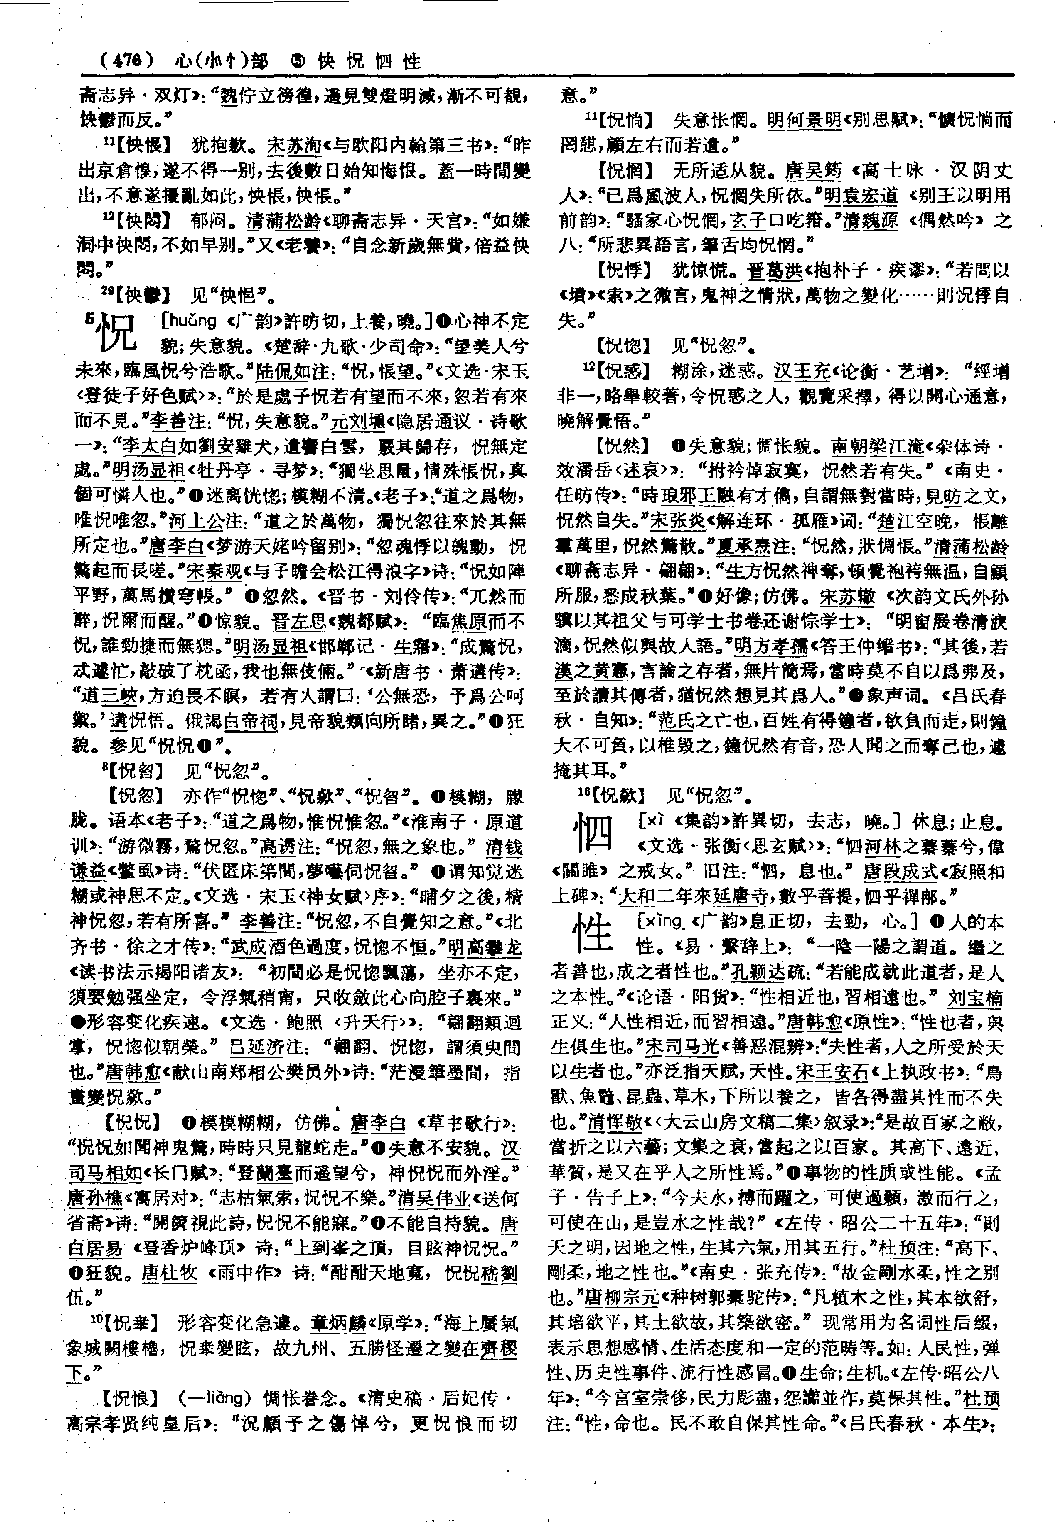 (476) 心(㣺忄)部 ⑤ 怏 怳 怬 性
斋志异·双灯》:“魏佇立徬徨,遥見雙燈明滅,漸不可覩,
怏鬱而反。”
¹¹【怏悵】 犹抱歉。宋苏洵《与欧阳内翰第三书》:“昨
出京倉惶,遂不得一别,去後數日始知悔恨。蓋一時間變
出,不意遂擾亂如此,怏悵,怏悵。”
¹²【怏悶】 郁闷。清蒲松龄《聊斋志异·天宫》:“如嫌
洞中怏悶,不如早别。”又《老饕》:“自念新歲無貲,倍益怏
悶。”
²⁹【怏鬱】 见“怏悒”。
⁵怳 [huǎng 《广韵》許昉切,上養,曉。]❶心神不定
貌;失意貌。《楚辞·九歌·少司命》:“望美人兮
未來,臨風怳兮浩歌。”陆侃如注:“怳,悵望。”《文选·宋玉
〈登徒子好色赋〉》:“於是處子怳若有望而不來,忽若有來
而不見。”李善注:“怳,失意貌。”元刘壎《隐居通议·诗歌
一》:“李太白如劉安雞犬,遺響白雲,覈其歸存,怳無定
處。”明汤显祖《牡丹亭·寻梦》:“獨坐思量,情殊悵怳,真
個可憐人也。”❷迷离恍惚;模糊不清。《老子》:“道之爲物,
唯怳唯忽。”河上公注:“道之於萬物,獨怳忽往來於其無
所定也。”唐李白《梦游天姥吟留别》:“忽魂悸以魄動,怳
驚起而長嗟。”宋秦观《与子瞻会松江得浪字》诗:“怳如陣
平野,萬馬攢穹帳。”❸忽然。《晋书·刘伶传》:“兀然而
醉,怳爾而醒。”❹惊貌。晋左思《魏都赋》:“臨焦原而不
怳,誰勁捷而無猤。”明汤显祖《邯郸记·生寤》:“成驚怳,
忒遽忙,敲破了枕函,我也無伎倆。”《新唐书·萧遘传》:
“道三峽,方迫畏不瞑,若有人謂曰:‘公無恐,予爲公呵
禦。’遘怳悟。俄謁白帝祠,見帝貌類向所睹,異之。”❺狂
貌。参见“怳怳❹”。
⁸【怳曶】 见“怳忽”。
【怳忽】 亦作“怳惚”、“怳歘”、“怳曶”。❶模糊,朦
胧。语本《老子》:“道之爲物,惟怳惟忽。”《淮南子·原道
训》:“游微霧,騖怳忽。”高诱注:“怳忽,無之象也。”清钱
谦益《鳖虱》诗:“伏匿床第間,夢囈伺怳曶。”❷谓知觉迷
糊或神思不定。《文选·宋玉〈神女赋〉序》:“晡夕之後,精
神怳忽,若有所喜。”李善注:“怳忽,不自覺知之意。”《北
齐书·徐之才传》:“武成酒色過度,怳惚不恒。”明高攀龙
《读书法示揭阳诸友》:“初間必是怳惚飄蕩,坐亦不定,
須要勉强坐定,令浮氣稍甯,只收斂此心向腔子裏來。”
❸形容变化疾速。《文选·鲍照〈升天行〉》:“翩翻類迴
掌,怳惚似朝榮。”吕延济注:“翩翻、怳惚,謂須臾間
也。”唐韩愈《献山南郑相公樊员外》诗:“茫漫筆墨間,指
畫變怳歘。”
【怳怳】 ❶模模糊糊,仿佛。唐李白《草书歌行》:
“怳怳如聞神鬼驚,時時只見龍蛇走。”❷失意不安貌。汉
司马相如《长门赋》:“登蘭臺而遥望兮,神怳怳而外淫。”
唐孙樵《寓居对》:“志枯氣索,怳怳不樂。”清吴伟业《送何
省斋》诗:“開篋視此詩,怳怳不能寐。”❸不能自持貌。唐
白居易《登香炉峰顶》诗:“上到峯之頂,目眩神怳怳。”
❹狂貌。唐杜牧《雨中作》诗:“酣酣天地寬,怳怳嵇劉
伍。”
¹⁰【怳䒑】 形容变化急遽。章炳麟《原学》:“海上蜃氣
象城闕樓櫓,怳䒑變眩,故九州、五勝怪迂之變在齊稷
下。”
【怳悢】 (—liàng) 惆怅眷念。《清史稿·后妃传·
高宗孝贤纯皇后》:“況顧予之傷悼兮,更怳悢而切
意。”
¹¹【怳惝】 失意怅惘。明何景明《别思赋》:“儻怳惝而
罔懸,顧左右而若遺。”
【怳惘】 无所适从貌。唐吴筠《高士咏·汉阴丈
人》:“已爲風波人,怳惘失所依。”明袁宏道《别王以明用
前韵》:“騷家心怳惘,玄子口吃踣。”清魏源《偶然吟》之
八:“所悲異語言,筆舌均怳惘。”
【怳悸】 犹惊慌。晋葛洪《抱朴子·疾谬》:“若問以
《墳》《索》之微言,鬼神之情狀,萬物之變化……則怳悸自
失。”
【怳惚】 见“怳忽”。
¹²【怳惑】 糊涂,迷惑。汉王充《论衡·艺增》:“經增
非一,略舉較著,令怳惑之人,觀覽采擇,得以開心通意,
曉解覺悟。”
【怳然】 ❶失意貌;惆怅貌。南朝梁江淹《杂体诗·
效潘岳〈述哀〉》:“拊衿悼寂寞,怳然若有失。”《南史·
任昉传》:“時琅邪王融有才儁,自謂無對當時,見昉之文,
怳然自失。”宋张炎《解连环·孤雁》词:“楚江空晚,悵離
羣萬里,怳然驚散。”夏承焘注:“怳然,狀惆悵。”清蒲松龄
《聊斋志异·翩翩》:“生方怳然神奪,頓覺袍袴無温,自顧
所服,悉成秋葉。”❷好像;仿佛。宋苏辙《次韵文氏外孙
骥以其祖父与可学士书卷还谢悰学士》:“明窗展卷清淚
滴,怳然似與故人語。”明方孝孺《答王仲缙书》:“其後,若
漢之黄憲,言論之存者,無片簡焉,當時莫不自以爲弗及,
至於讀其傳者,猶怳然想見其爲人。”❸象声词。《吕氏春
秋·自知》:“范氏之亡也,百姓有得鐘者,欲負而走,則鐘
大不可負,以椎毁之,鐘怳然有音,恐人聞之而奪己也,遽
掩其耳。”
¹⁶【怳歘】 见“怳忽”。
怬 [xì 《集韵》許異切,去志,曉。] 休息;止息。
《文选·张衡〈思玄赋〉》:“怬河林之蓁蓁兮,偉
《關雎》之戒女。”旧注:“怬,息也。”唐段成式《寂照和
上碑》:“大和二年來延唐寺,數乎菩提,怬乎禪郍。”
性 [xìng 《广韵》息正切,去勁,心。] ❶人的本
性。《易·繫辞上》:“一陰一陽之謂道。繼之
者善也,成之者性也。”孔颖达疏:“若能成就此道者,是人
之本性。”《论语·阳货》:“性相近也,習相遠也。”刘宝楠
正义:“人性相近,而習相遠。”唐韩愈《原性》:“性也者,與
生俱生也。”宋司马光《善恶混辨》:“夫性者,人之所受於天
以生者也。”亦泛指天赋,天性。宋王安石《上执政书》:“鳥
獸、魚鼈、昆蟲、草木,下所以養之,皆各得盡其性而不失
也。”清恽敬《〈大云山房文稿二集〉叙录》:“是故百家之敝,
當折之以六藝;文集之衰,當起之以百家。其高下、遠近、
華質,是又在乎人之所性焉。”❷事物的性质或性能。《孟
子·告子上》:“今夫水,搏而躍之,可使過顙,激而行之,
可使在山,是豈水之性哉?”《左传·昭公二十五年》:“則
天之明,因地之性,生其六氣,用其五行。”杜预注:“高下、
剛柔,地之性也。”《南史·张充传》:“故金剛水柔,性之别
也。”唐柳宗元《种树郭橐驼传》:“凡植木之性,其本欲舒,
其培欲平,其土欲故,其築欲密。”现常用为名词性后缀,
表示思想感情、生活态度和一定的范畴等。如:人民性,弹
性、历史性事件、流行性感冒。❸生命;生机。《左传·昭公八
年》:“今宫室崇侈,民力彫盡,怨讟並作,莫保其性。”杜预
注:“性,命也。民不敢自保其性命。”《吕氏春秋·本生》: